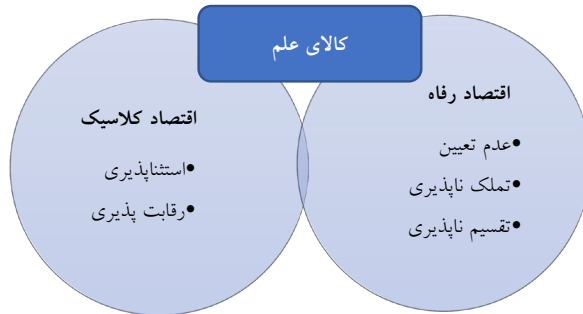 کالای علم
اقتصاد رفاه
•عدم تعیین
•تملک ناپذیری
•تقسیم ناپذیری
اقتصاد کلاسیک
•استثناپذیری
•رقابت پذیری